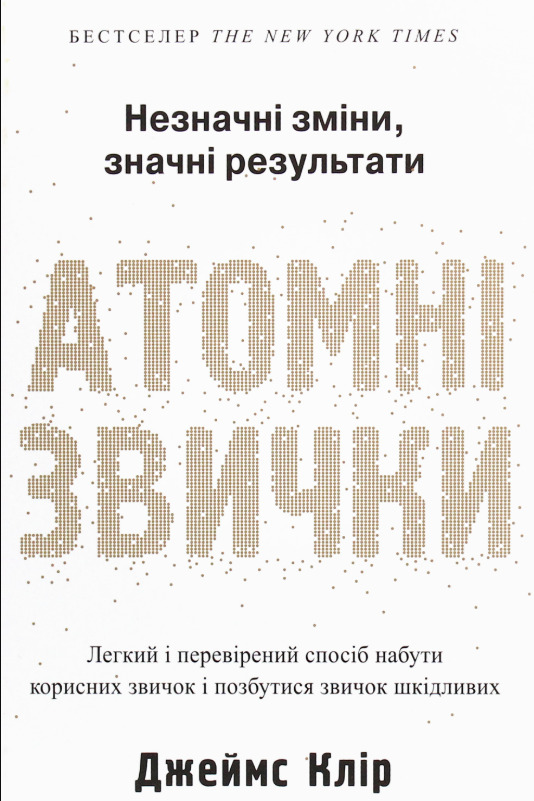 БЕСТСЕЛЕР THE NEW YORK TIMES
Незначні зміни,
значні результати
АТОМНІ
ЗВИЧКИ
Легкий і перевірений спосіб набути
корисних звичок і позбутися звичок шкідливих
Джеймс Клір